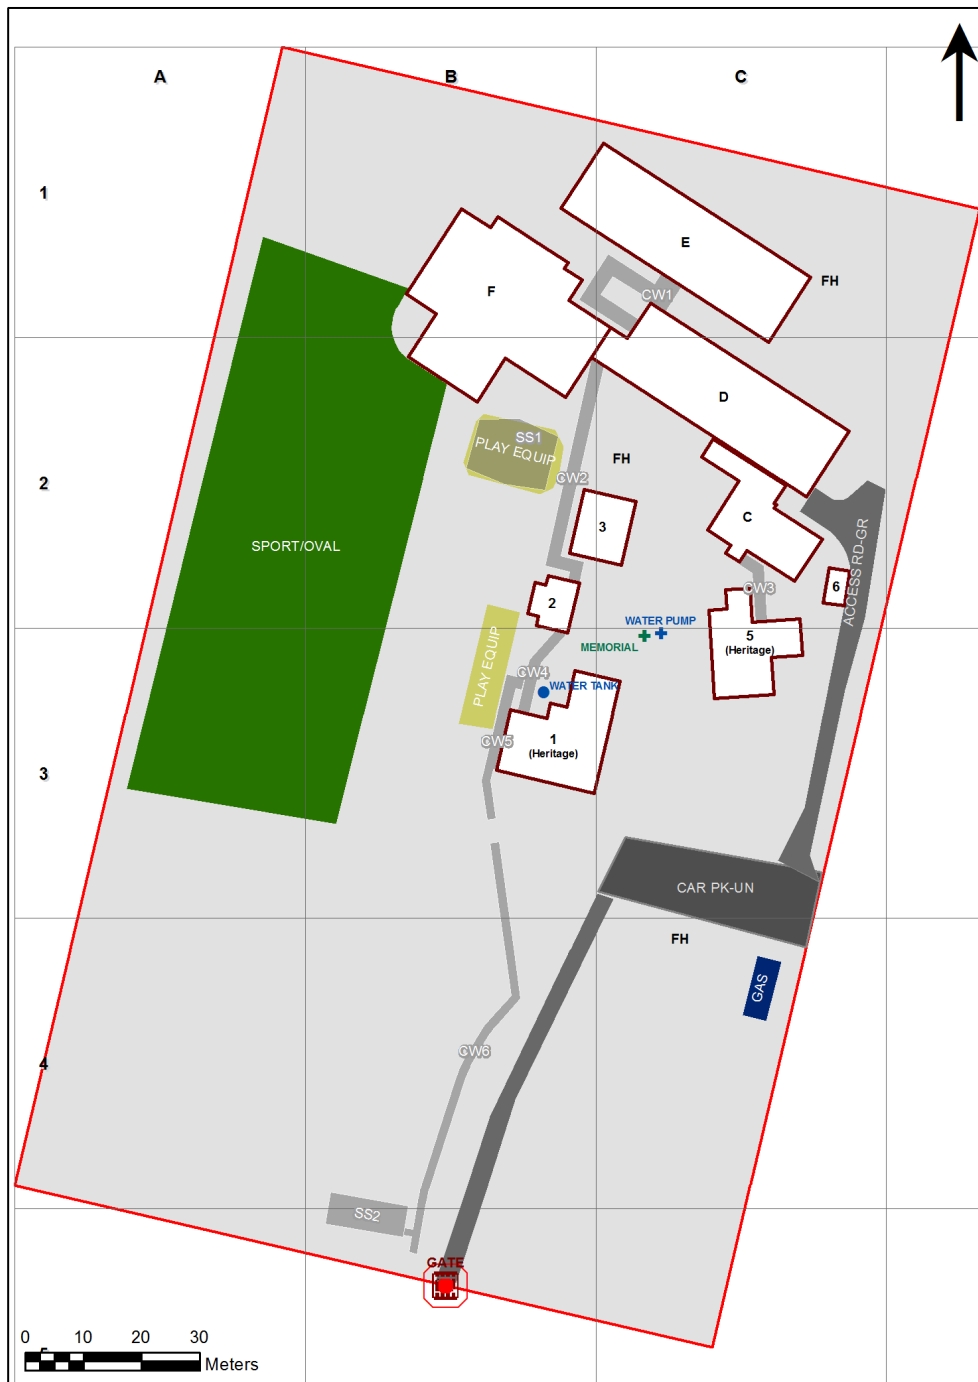 A
B
C
1
E
FH
F
CW1
D
SS1
PLAY EQUIP
FH
CW2
2
C
3
SPORT/OVAL
ACCESS RD-GR
6
CW3
2
WATER PUMP
5
(Heritage)
MEMORIAL
PLAY EQUIP
CW4
WATER TANK
CW5
1
(Heritage)
3
CAR PK-UN
FH
GAS
CW6
4
SS2
GATE
0 10 20 30
Meters